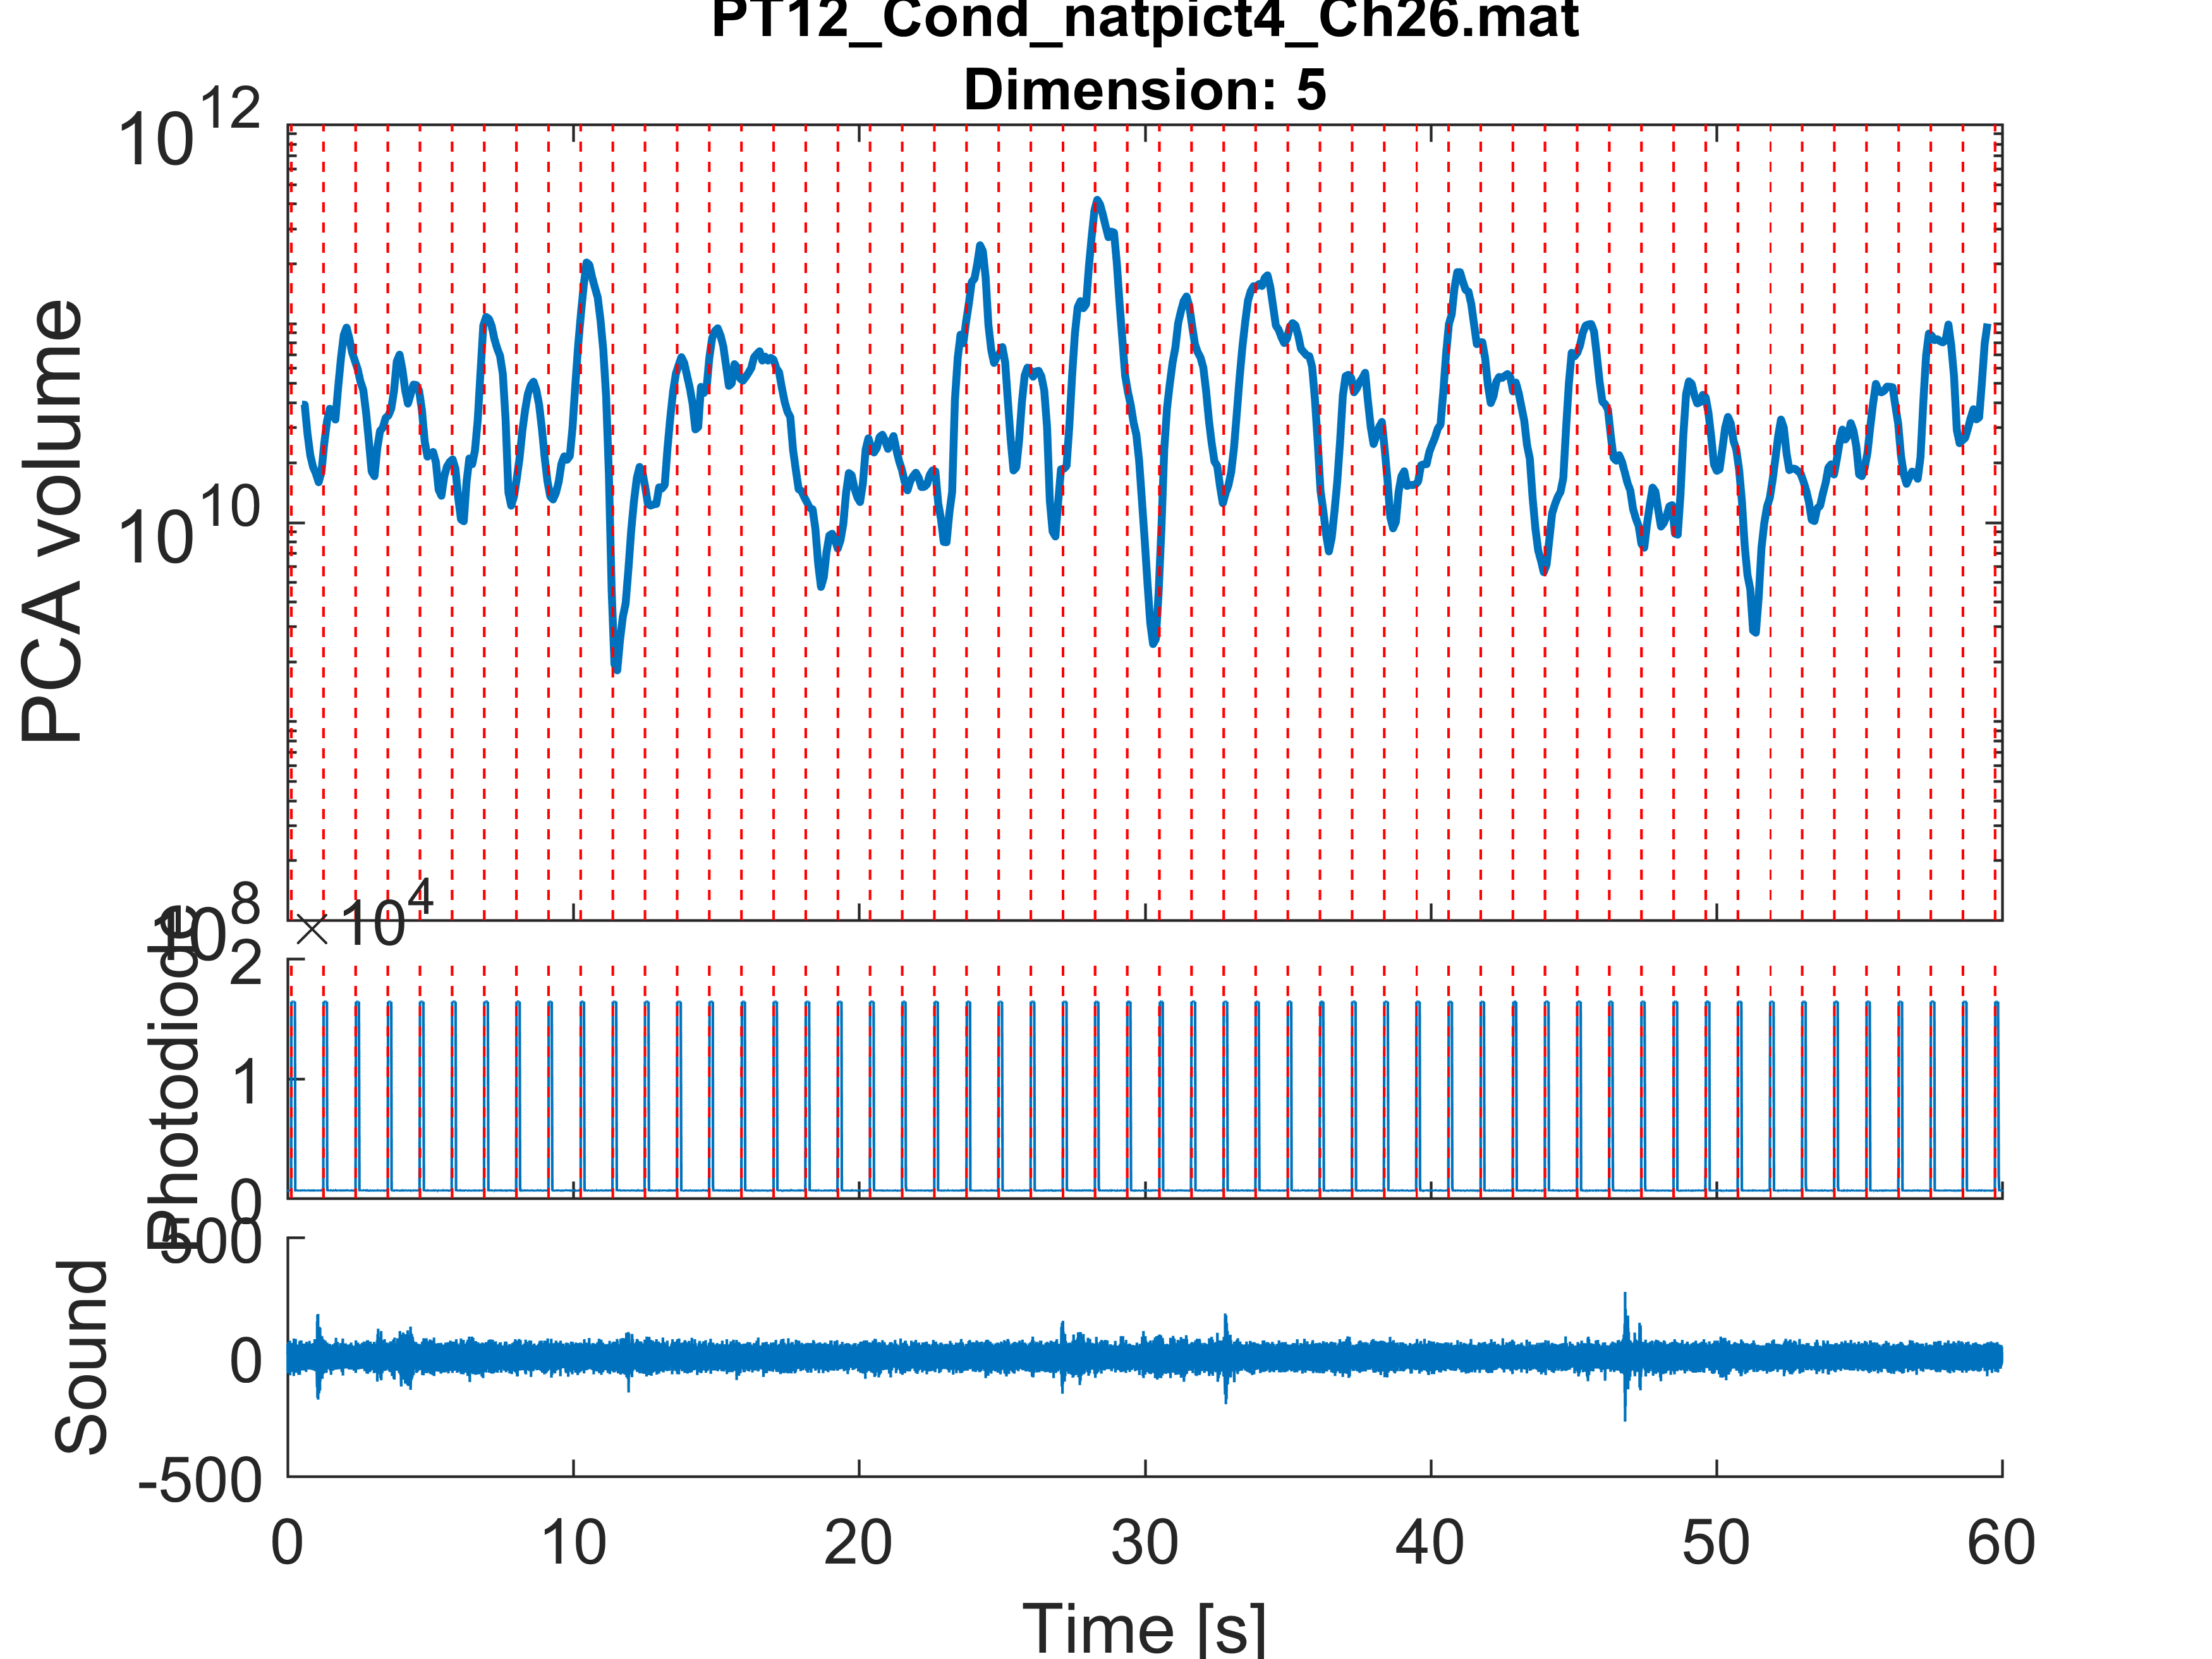 PT12_Cond_natpict4_Ch26.mat
Dimension: 5
PCA volume
10^12
10^10
10^8
× 10^4
Photodiode
2
1
0
Sound
500
0
-500
0 10 20 30 40 50 60
Time [s]